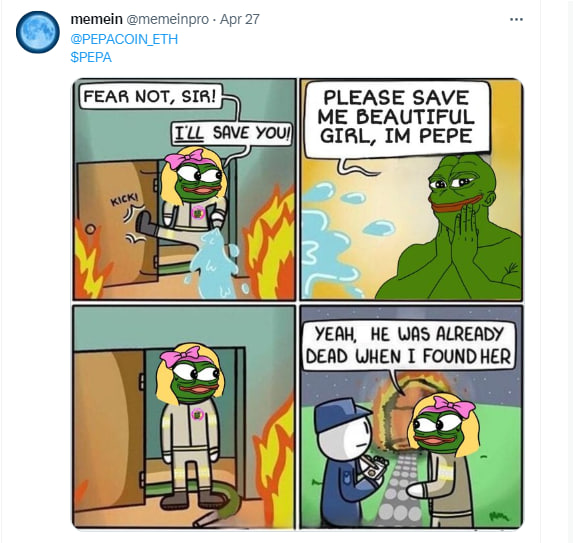 memein @memeinpro · Apr 27
@PEPACOIN_ETH
$PEPA
FEAR NOT, SIR!
I'LL SAVE YOU!
KICK!
PLEASE SAVE
ME BEAUTIFUL
GIRL, IM PEPE
YEAH, HE WAS ALREADY
DEAD WHEN I FOUND HER